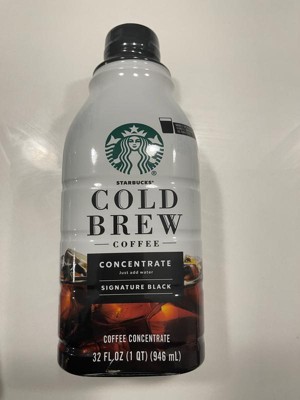 STARBUCKS®
COLD
BREW
COFFEE
CONCENTRATE
Just add water
SIGNATURE BLACK
COFFEE CONCENTRATE
32 FL OZ (1 QT) (946 mL)